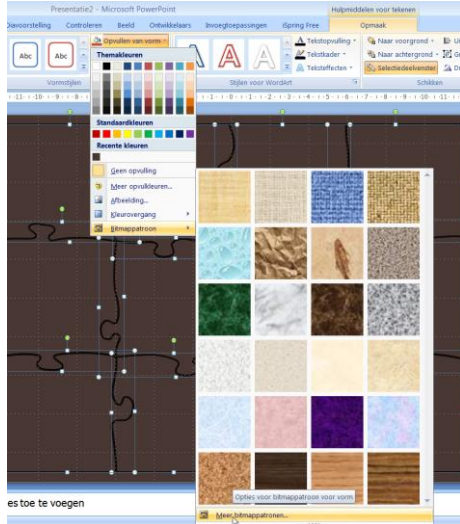 Presentatie2 - Microsoft PowerPoint
Hulpmiddelen voor tekenen
Diavoorstelling Controleren Beeld Ontwikkelaars Invoegtoepassingen iSpring Free Opmaak
Opvullen van vorm
Tekstopvulling
Naar voorgrond
Abc Abc
A A
Tekstkader
Naar achtergrond
Teksteffecten
Selectiedeelvenster
Vormstijlen
Stijlen voor WordArt
Schikken
Themakleuren
Standaardkleuren
Recente kleuren
Geen opvulling
Meer opvulkleuren...
Afbeelding...
Kleurovergang
Bitmappatroon
es toe te voegen
Opties voor bitmappatroon voor vorm
Meer bitmappatronen...